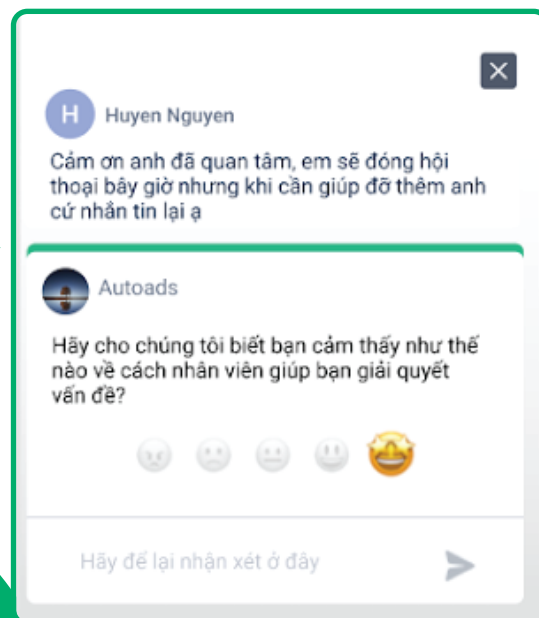 H
Huyen Nguyen
Cảm ơn anh đã quan tâm, em sẽ đóng hội
thoại bây giờ nhưng khi cần giúp đỡ thêm anh
cứ nhắn tin lại ạ
Autoads
Hãy cho chúng tôi biết bạn cảm thấy như thế
nào về cách nhân viên giúp bạn giải quyết
vấn đề?
Hãy để lại nhận xét ở đây